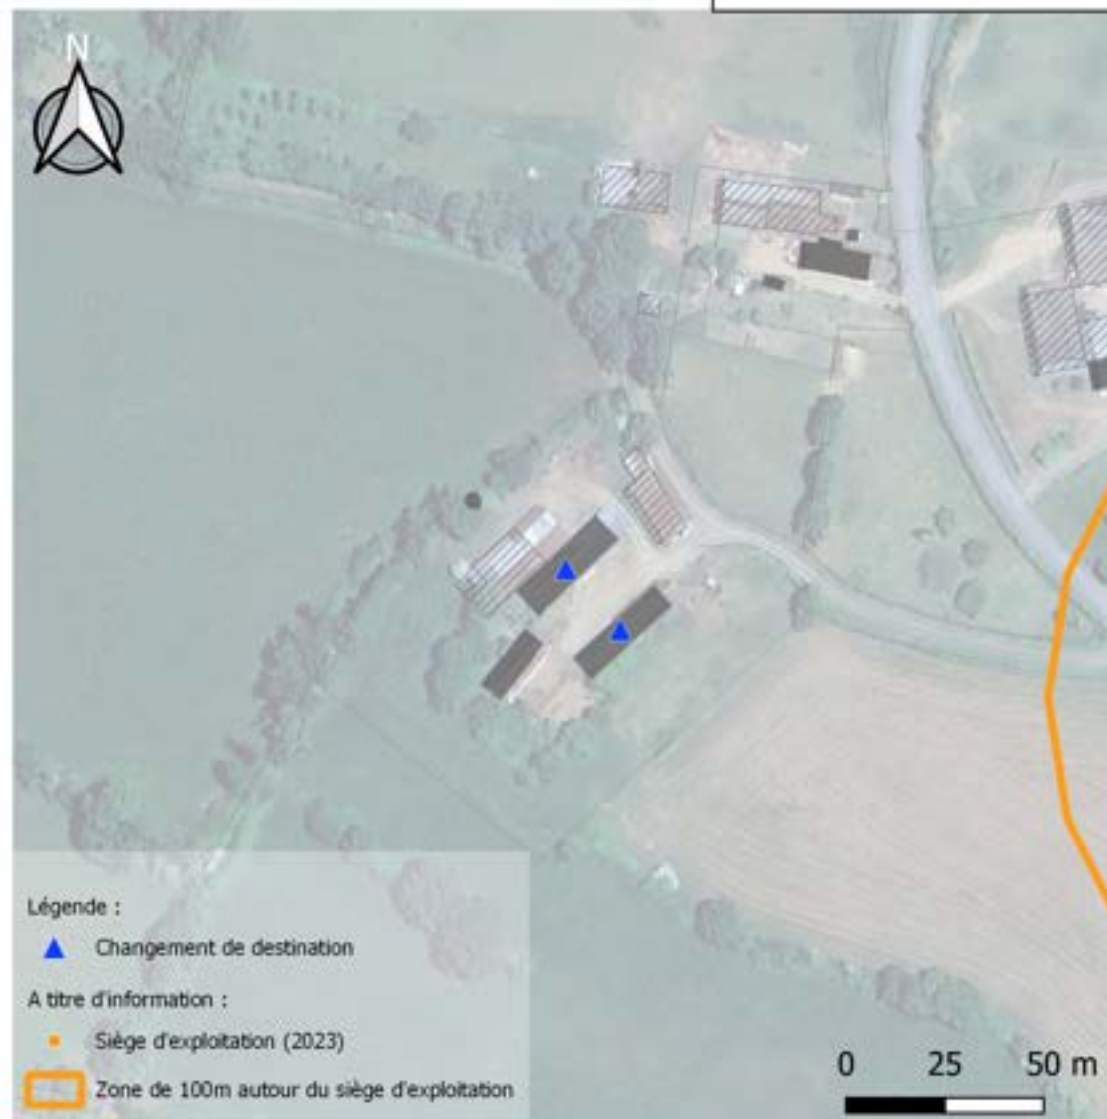 N
Légende :
Changement de destination
A titre d'information :
Siège d'exploitation (2023)
Zone de 100m autour du siège d'exploitation
0 25 50 m